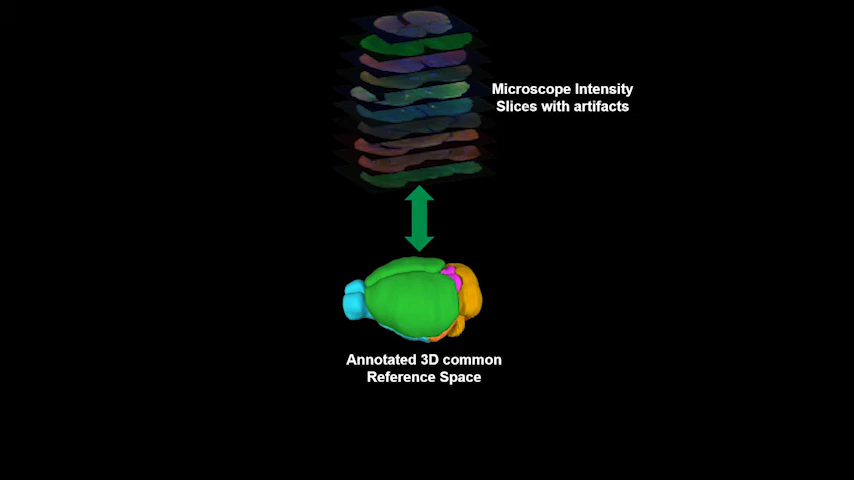 Microscope Intensity
Slices with artifacts
Annotated 3D common
Reference Space